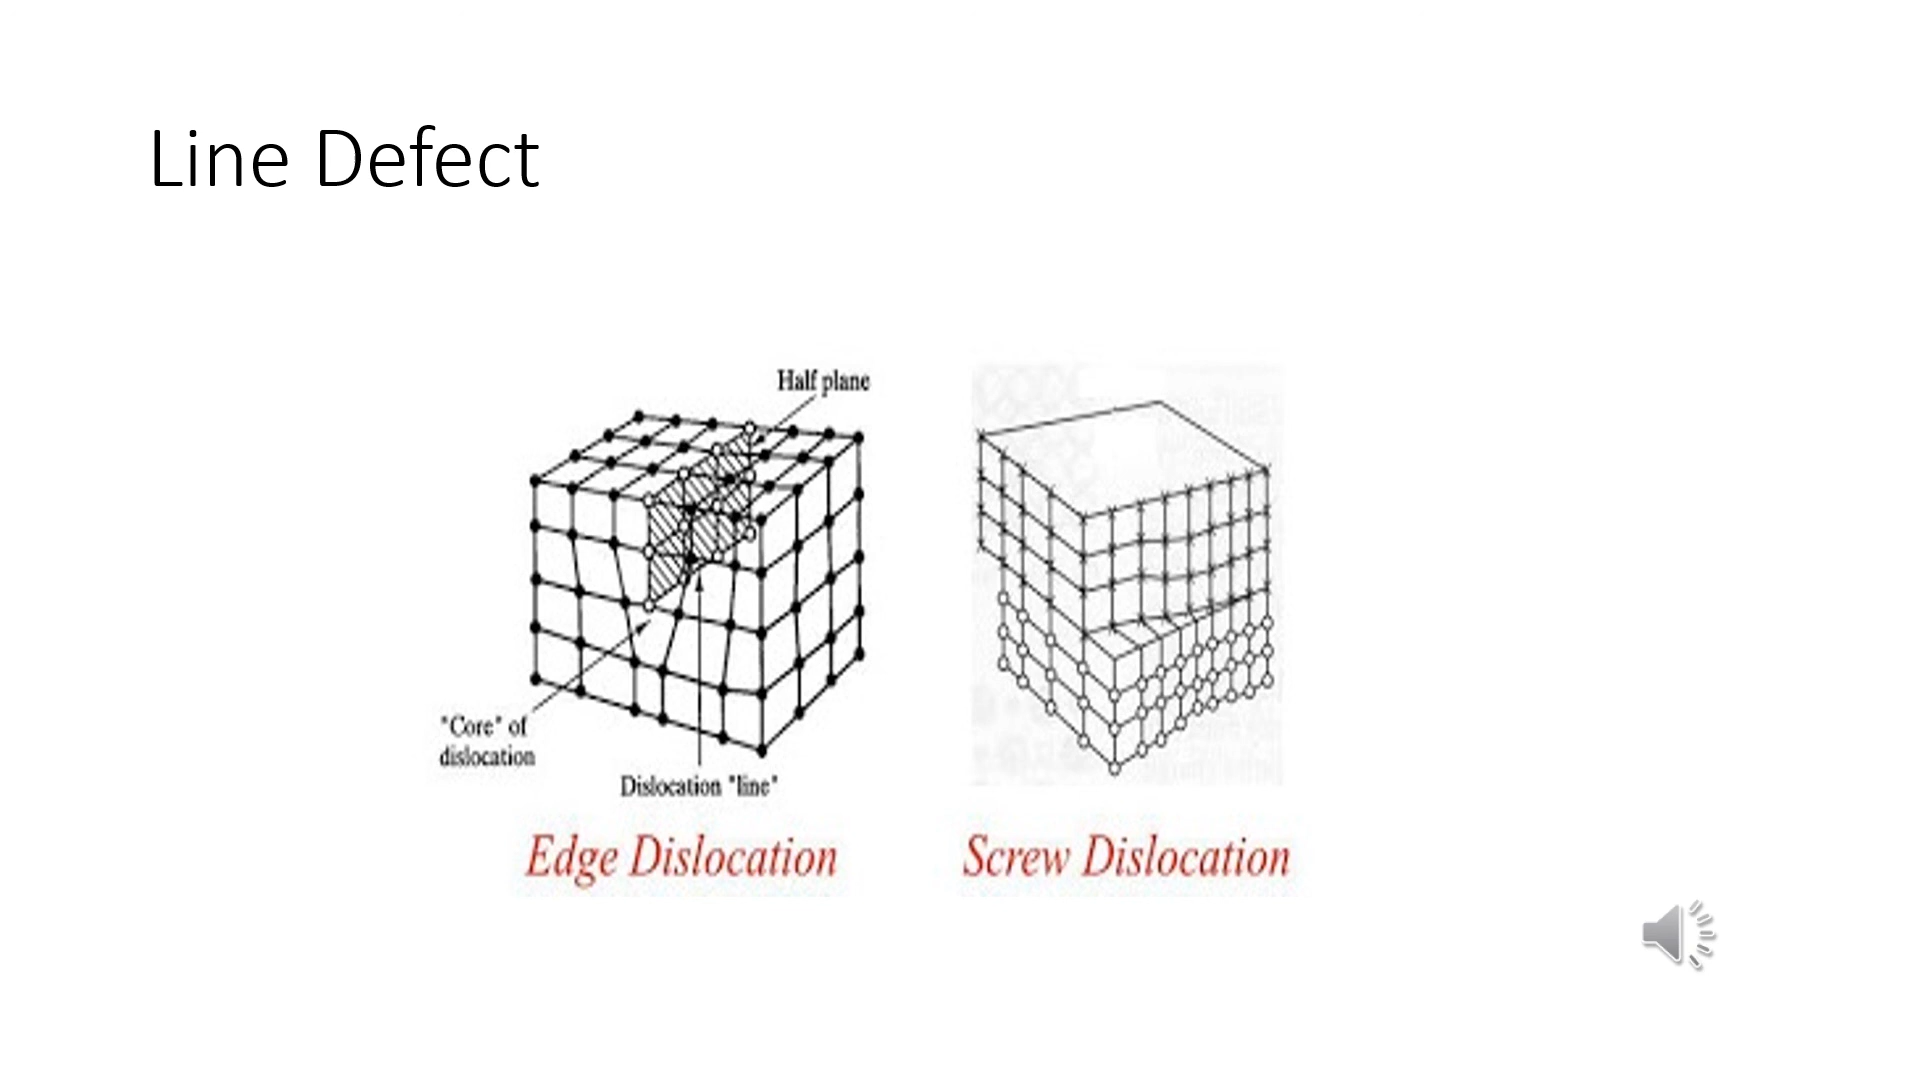 Line Defect
Half plane
"Core" of
dislocation
Dislocation "line"
Edge Dislocation
Screw Dislocation